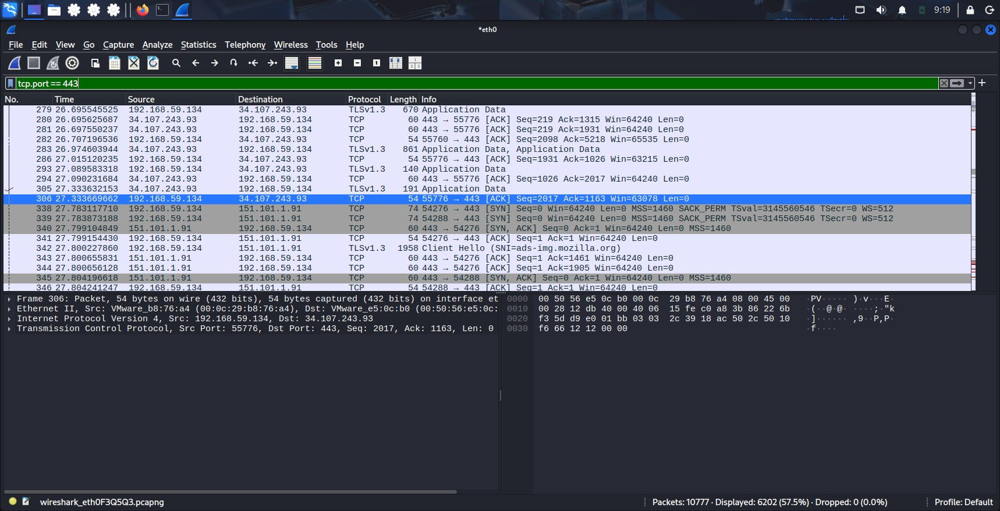 9:19
*eth0
File Edit View Go Capture Analyze Statistics Telephony Wireless Tools Help
tcp.port == 443
No. Time Source Destination Protocol Length Info
279 26.695545525 192.168.59.134 34.107.243.93 TLSv1.3 670 Application Data
280 26.695625687 34.107.243.93 192.168.59.134 TCP 60 443 → 55776 [ACK] Seq=219 Ack=1315 Win=64240 Len=0
281 26.697550237 34.107.243.93 192.168.59.134 TCP 60 443 → 55776 [ACK] Seq=219 Ack=1931 Win=64240 Len=0
282 26.707196536 192.168.59.134 34.107.243.93 TCP 54 55760 → 443 [ACK] Seq=2098 Ack=5218 Win=65535 Len=0
283 26.974603944 34.107.243.93 192.168.59.134 TLSv1.3 861 Application Data, Application Data
286 27.015120235 192.168.59.134 34.107.243.93 TCP 54 55776 → 443 [ACK] Seq=1931 Ack=1026 Win=63215 Len=0
293 27.089583318 192.168.59.134 34.107.243.93 TLSv1.3 140 Application Data
294 27.090231684 34.107.243.93 192.168.59.134 TCP 60 443 → 55776 [ACK] Seq=1026 Ack=2017 Win=64240 Len=0
305 27.333632153 34.107.243.93 192.168.59.134 TLSv1.3 191 Application Data
306 27.333669662 192.168.59.134 34.107.243.93 TCP 54 55776 → 443 [ACK] Seq=2017 Ack=1163 Win=63078 Len=0
338 27.783117710 192.168.59.134 151.101.1.91 TCP 74 54276 → 443 [SYN] Seq=0 Win=64240 Len=0 MSS=1460 SACK_PERM TSval=3145560546 TSecr=0 WS=512
339 27.783873188 192.168.59.134 151.101.1.91 TCP 74 54288 → 443 [SYN] Seq=0 Win=64240 Len=0 MSS=1460 SACK_PERM TSval=3145560546 TSecr=0 WS=512
340 27.799104849 151.101.1.91 192.168.59.134 TCP 60 443 → 54276 [SYN, ACK] Seq=0 Ack=1 Win=64240 Len=0 MSS=1460
341 27.799154430 192.168.59.134 151.101.1.91 TCP 54 54276 → 443 [ACK] Seq=1 Ack=1 Win=64240 Len=0
342 27.800227860 192.168.59.134 151.101.1.91 TLSv1.3 1958 Client Hello (SNI=ads-img.mozilla.org)
343 27.800655831 151.101.1.91 192.168.59.134 TCP 60 443 → 54276 [ACK] Seq=1 Ack=1461 Win=64240 Len=0
344 27.800656128 151.101.1.91 192.168.59.134 TCP 60 443 → 54276 [ACK] Seq=1 Ack=1905 Win=64240 Len=0
345 27.804196618 151.101.1.91 192.168.59.134 TCP 60 443 → 54288 [SYN, ACK] Seq=0 Ack=1 Win=64240 Len=0 MSS=1460
346 27.804241247 192.168.59.134 151.101.1.91 TCP 54 54288 → 443 [ACK] Seq=1 Ack=1 Win=64240 Len=0
Frame 306: Packet, 54 bytes on wire (432 bits), 54 bytes captured (432 bits) on interface et
Ethernet II, Src: VMware_b8:76:a4 (00:0c:29:b8:76:a4), Dst: VMware_e5:0c:b0 (00:50:56:e5:0c:
Internet Protocol Version 4, Src: 192.168.59.134, Dst: 34.107.243.93
Transmission Control Protocol, Src Port: 55776, Dst Port: 443, Seq: 2017, Ack: 1163, Len: 0
0000 00 50 56 e5 0c b0 00 0c 29 b8 76 a4 08 00 45 00 ·PV····· )·v···E·
0010 00 28 12 db 40 00 40 06 15 fe c0 a8 3b 86 22 6b ·(··@·@· ····;·"k
0020 f3 5d d9 e0 01 bb 03 03 2c 39 18 ac 50 2c 50 10 ·]······ ,9··P,P·
0030 f6 66 12 12 00 00 ·f····
wireshark_eth0F3Q5Q3.pcapng
Packets: 10777 · Displayed: 6202 (57.5%) · Dropped: 0 (0.0%)
Profile: Default